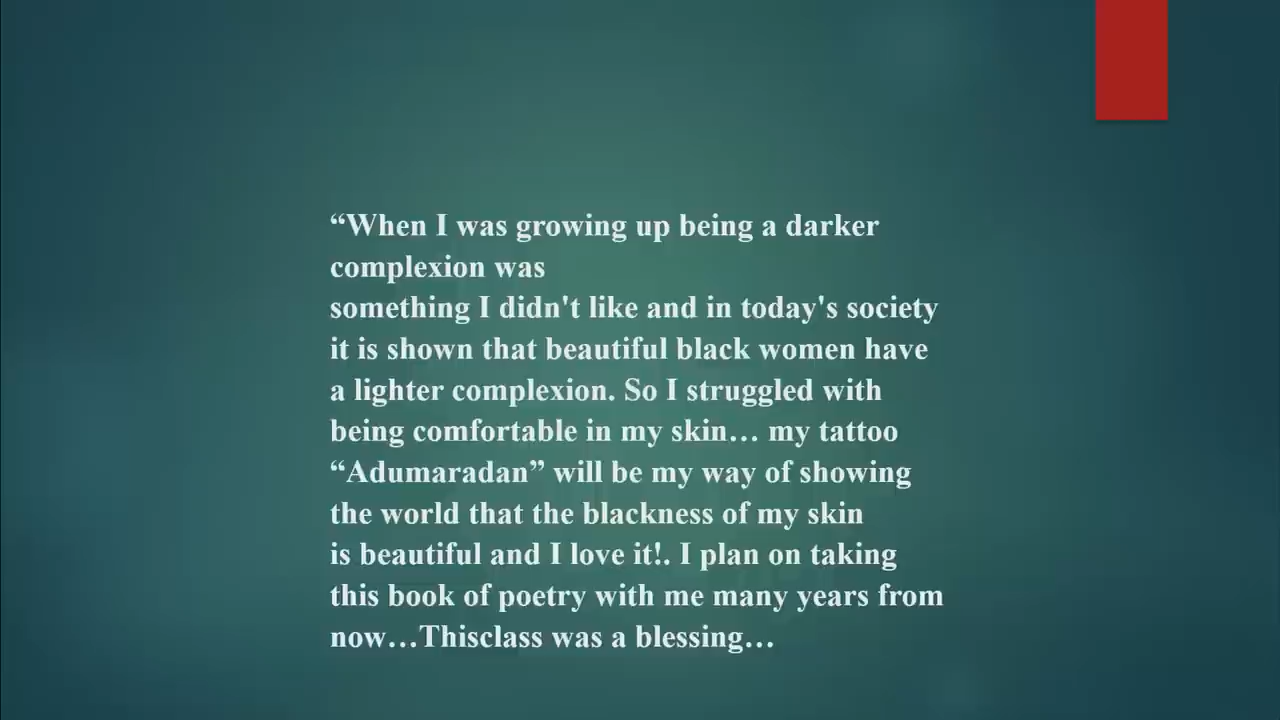 “When I was growing up being a darker
complexion was
something I didn't like and in today's society
it is shown that beautiful black women have
a lighter complexion. So I struggled with
being comfortable in my skin… my tattoo
“Adumaradan” will be my way of showing
the world that the blackness of my skin
is beautiful and I love it!. I plan on taking
this book of poetry with me many years from
now…Thisclass was a blessing…